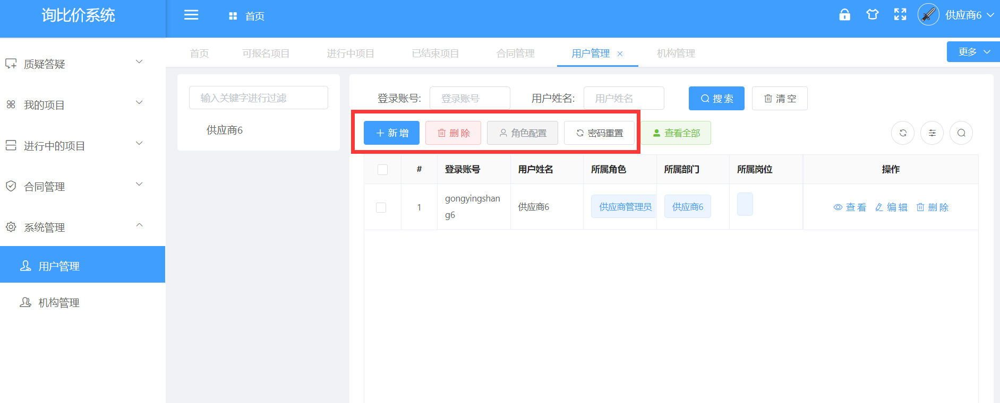 询比价系统
首页
供应商6
质疑答疑
我的项目
进行中的项目
合同管理
系统管理
用户管理
机构管理
首页
可报名项目
进行中项目
已结束项目
合同管理
用户管理
机构管理
更多
输入关键字进行过滤
供应商6
登录账号:
登录账号
用户姓名:
用户姓名
搜索
清空
新增
删除
角色配置
密码重置
查看全部
#
登录账号
用户姓名
所属角色
所属部门
所属岗位
操作
1
gongyingshan
g6
供应商6
供应商管理员
供应商6
查看
编辑
删除